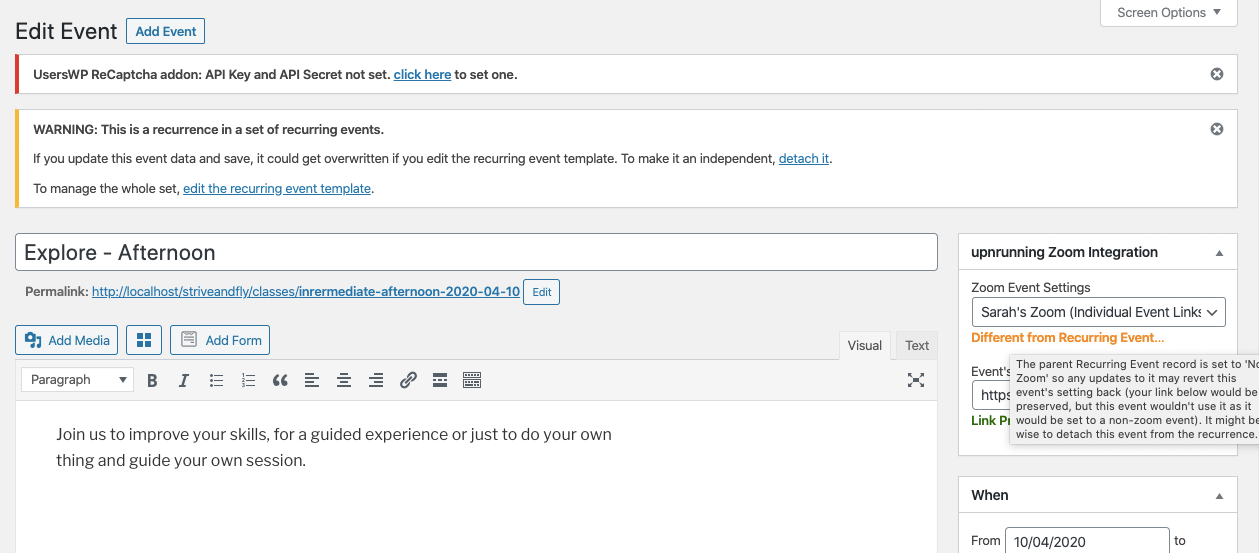 Screen Options
Edit Event
Add Event
UsersWP ReCaptcha addon: API Key and API Secret not set. click here to set one.
WARNING: This is a recurrence in a set of recurring events.
If you update this event data and save, it could get overwritten if you edit the recurring event template. To make it an independent, detach it.
To manage the whole set, edit the recurring event template.
Explore - Afternoon
Permalink: http://localhost/striveandfly/classes/inrermediate-afternoon-2020-04-10 Edit
Add Media
Add Form
Visual
Text
Paragraph
Join us to improve your skills, for a guided experience or just to do your own
thing and guide your own session.
upnrunning Zoom Integration
Zoom Event Settings
Sarah's Zoom (Individual Event Links
Different from Recurring Event...
Event's
https
Link P
The parent Recurring Event record is set to 'No
Zoom' so any updates to it may revert this
event's setting back (your link below would be
preserved, but this event wouldn't use it as it
would be set to a non-zoom event). It might be
wise to detach this event from the recurrence.
When
From 10/04/2020 to